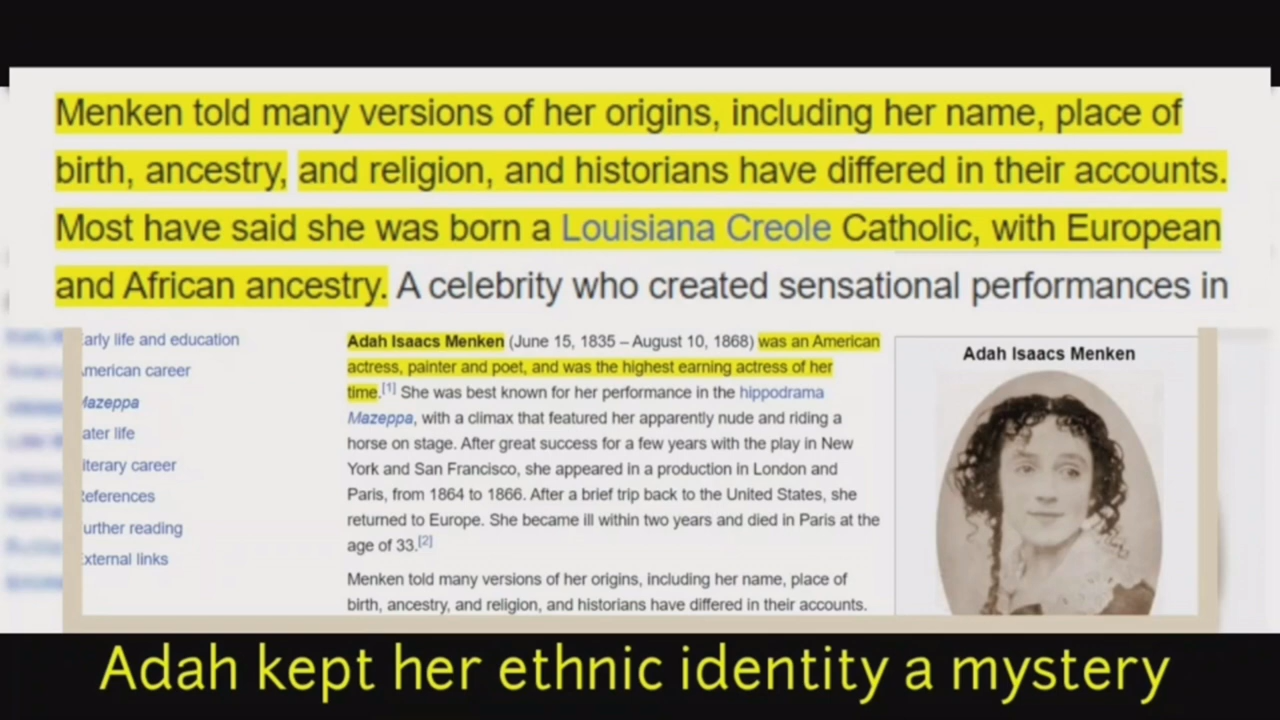 Menken told many versions of her origins, including her name, place of
birth, ancestry, and religion, and historians have differed in their accounts.
Most have said she was born a Louisiana Creole Catholic, with European
and African ancestry. A celebrity who created sensational performances in
arly life and education
merican career
azeppa
ater life
iterary career
eferences
urther reading
xternal links
Adah Isaacs Menken (June 15, 1835 – August 10, 1868) was an American
actress, painter and poet, and was the highest earning actress of her
time.[1] She was best known for her performance in the hippodrama
Mazeppa, with a climax that featured her apparently nude and riding a
horse on stage. After great success for a few years with the play in New
York and San Francisco, she appeared in a production in London and
Paris, from 1864 to 1866. After a brief trip back to the United States, she
returned to Europe. She became ill within two years and died in Paris at the
age of 33.[2]
Menken told many versions of her origins, including her name, place of
birth, ancestry, and religion, and historians have differed in their accounts.
Adah Isaacs Menken
Adah kept her ethnic identity a mystery